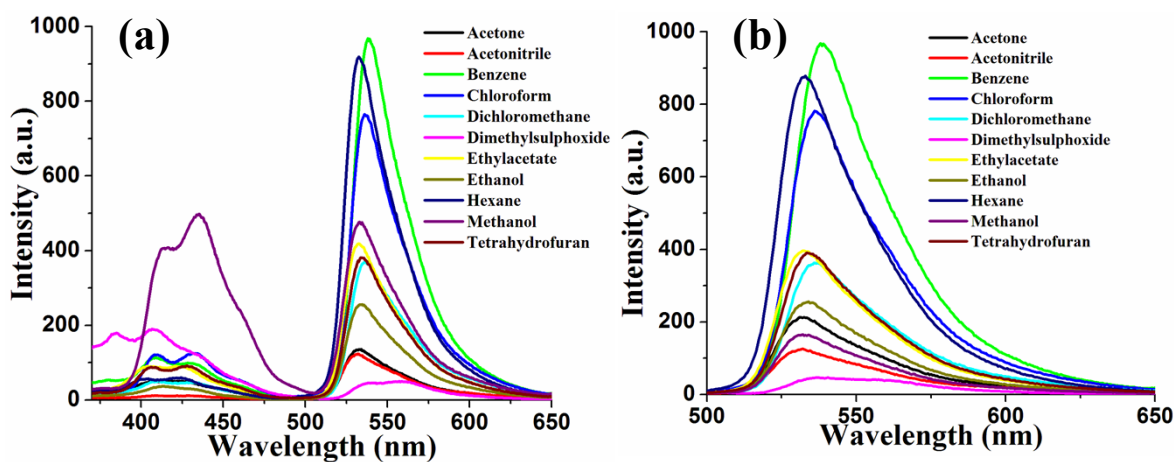 (a)
Intensity (a.u.)
1000
800
600
400
200
0
400
450
500
550
600
650
Wavelength (nm)
Acetone
Acetonitrile
Benzene
Chloroform
Dichloromethane
Dimethylsulphoxide
Ethylacetate
Ethanol
Hexane
Methanol
Tetrahydrofuran
(b)
Intensity (a.u.)
1000
800
600
400
200
0
500
550
600
650
Wavelength (nm)
Acetone
Acetonitrile
Benzene
Chloroform
Dichloromethane
Dimethylsulphoxide
Ethylacetate
Ethanol
Hexane
Methanol
Tetrahydrofuran